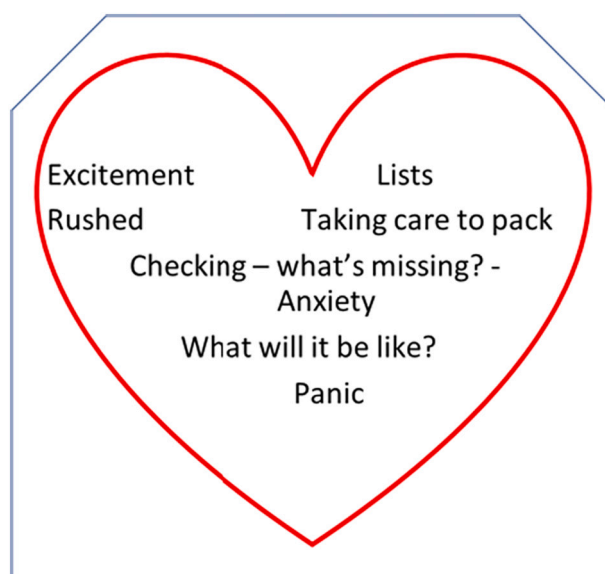 Excitement Lists
Rushed Taking care to pack
Checking – what's missing? -
Anxiety
What will it be like?
Panic